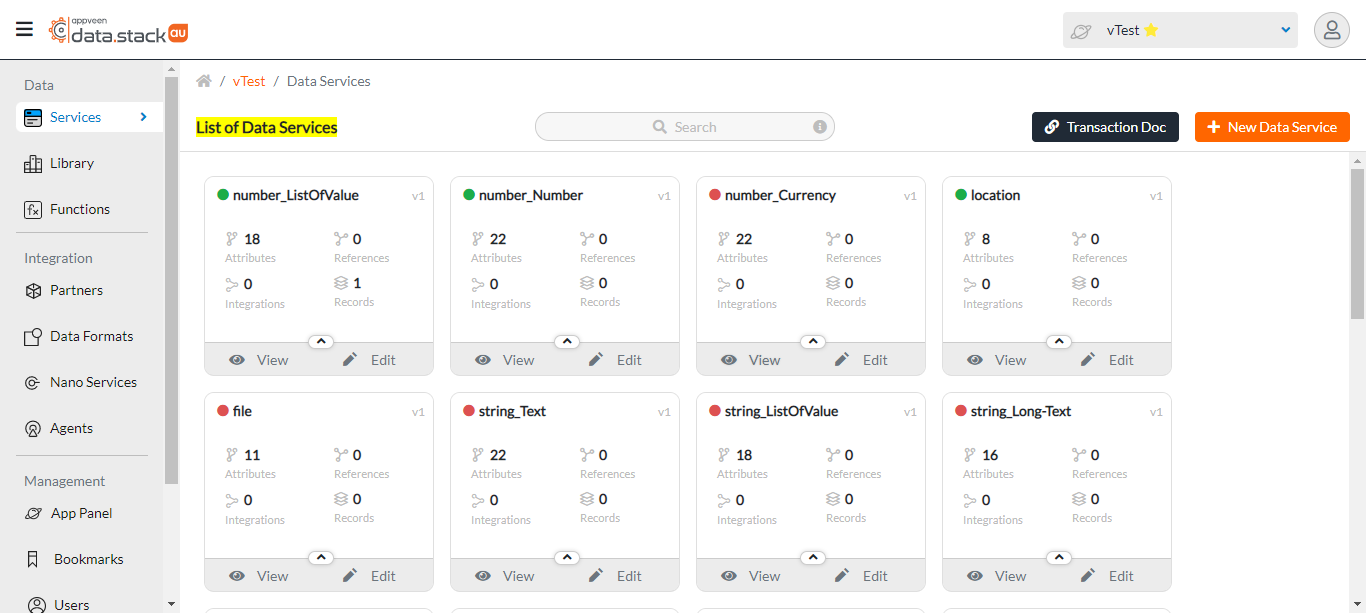 appveen
data.stack au
vTest
Data
Services
Library
Functions
Integration
Partners
Data Formats
Nano Services
Agents
Management
App Panel
Bookmarks
Users
/ vTest / Data Services
List of Data Services
Search
Transaction Doc
New Data Service
number_ListOfValue v1
18 0
Attributes References
0 1
Integrations Records
View Edit
number_Number v1
22 0
Attributes References
0 0
Integrations Records
View Edit
number_Currency v1
22 0
Attributes References
0 0
Integrations Records
View Edit
location v1
8 0
Attributes References
0 0
Integrations Records
View Edit
file v1
11 0
Attributes References
0 0
Integrations Records
View Edit
string_Text v1
22 0
Attributes References
0 0
Integrations Records
View Edit
string_ListOfValue v1
18 0
Attributes References
0 0
Integrations Records
View Edit
string_Long-Text v1
16 0
Attributes References
0 0
Integrations Records
View Edit